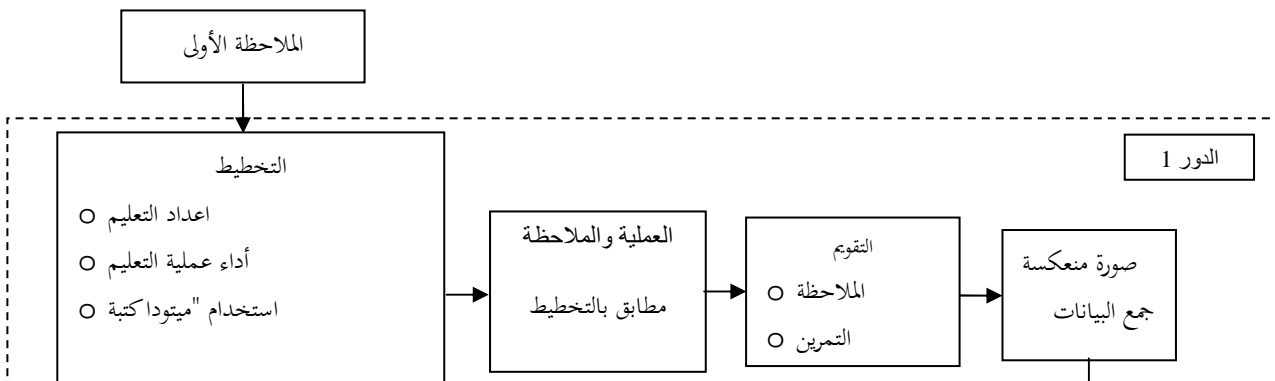 الملاحظة الأولى
الدور 1
التخطيط
اعداد التعليم
أداء عملية التعليم
استخدام "ميتودا كتبة
العملية والملاحظة
مطابق بالتخطيط
التقويم
الملاحظة
التمرين
صورة منعكسة
جمع البيانات